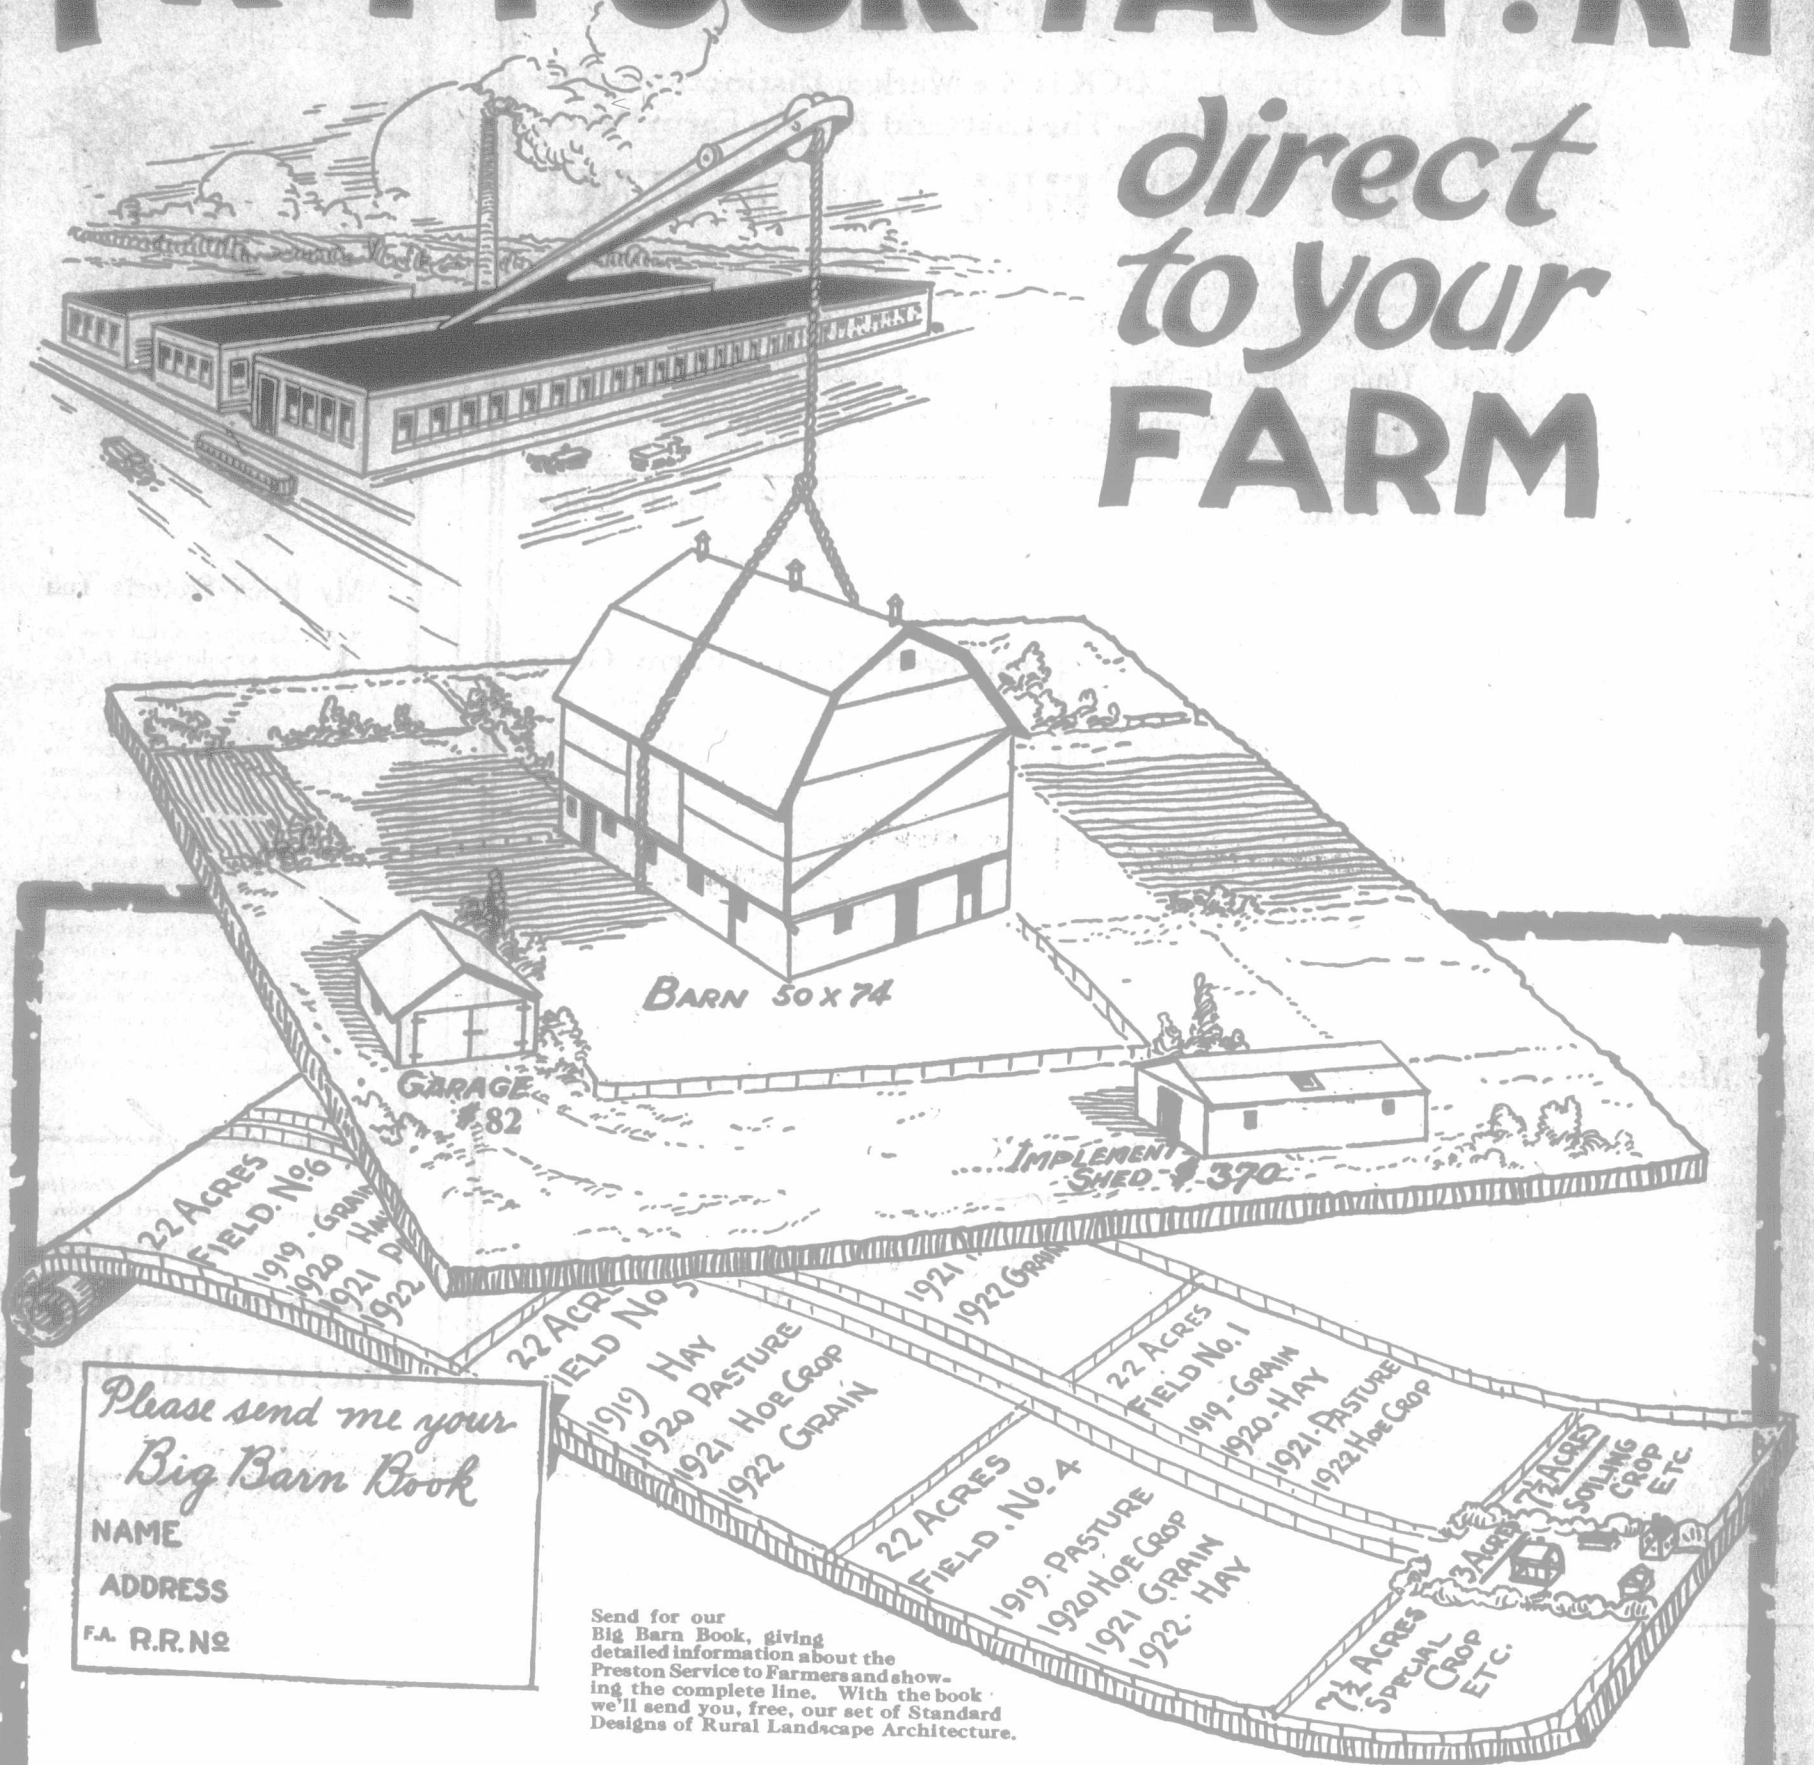 direct
to your
FARM
BARN 50 X 74
GARAGE
$ 82
IMPLEMENT
SHED $ 370
22 ACRES
FIELD. NO. 6
1919 - GRAIN
1920
1921
1922
22 ACRE
FIELD NO 5
1919 HAY
1920 PASTURE
1921 HOE CROP
1922 GRAIN
1921
1922 GRAIN
22 ACRES
FIELD NO. 1
1919 - GRAIN
1920 - HAY
1921 - PASTURE
1922 HOE CROP
22 ACRES
FIELD. NO. 4
1919 - PASTURE
1920 HOE CROP
1921 GRAIN
1922 - HAY
7½ ACRES
SOILING
CROP
ETC.
3 ACRES
7½ ACRES
SPECIAL
CROP
ETC.
Please send me your
Big Barn Book
NAME
ADDRESS
F.A. R.R. No
Send for our
Big Barn Book, giving
detailed information about the
Preston Service to Farmers and show-
ing the complete line. With the book
we'll send you, free, our set of Standard
Designs of Rural Landscape Architecture.